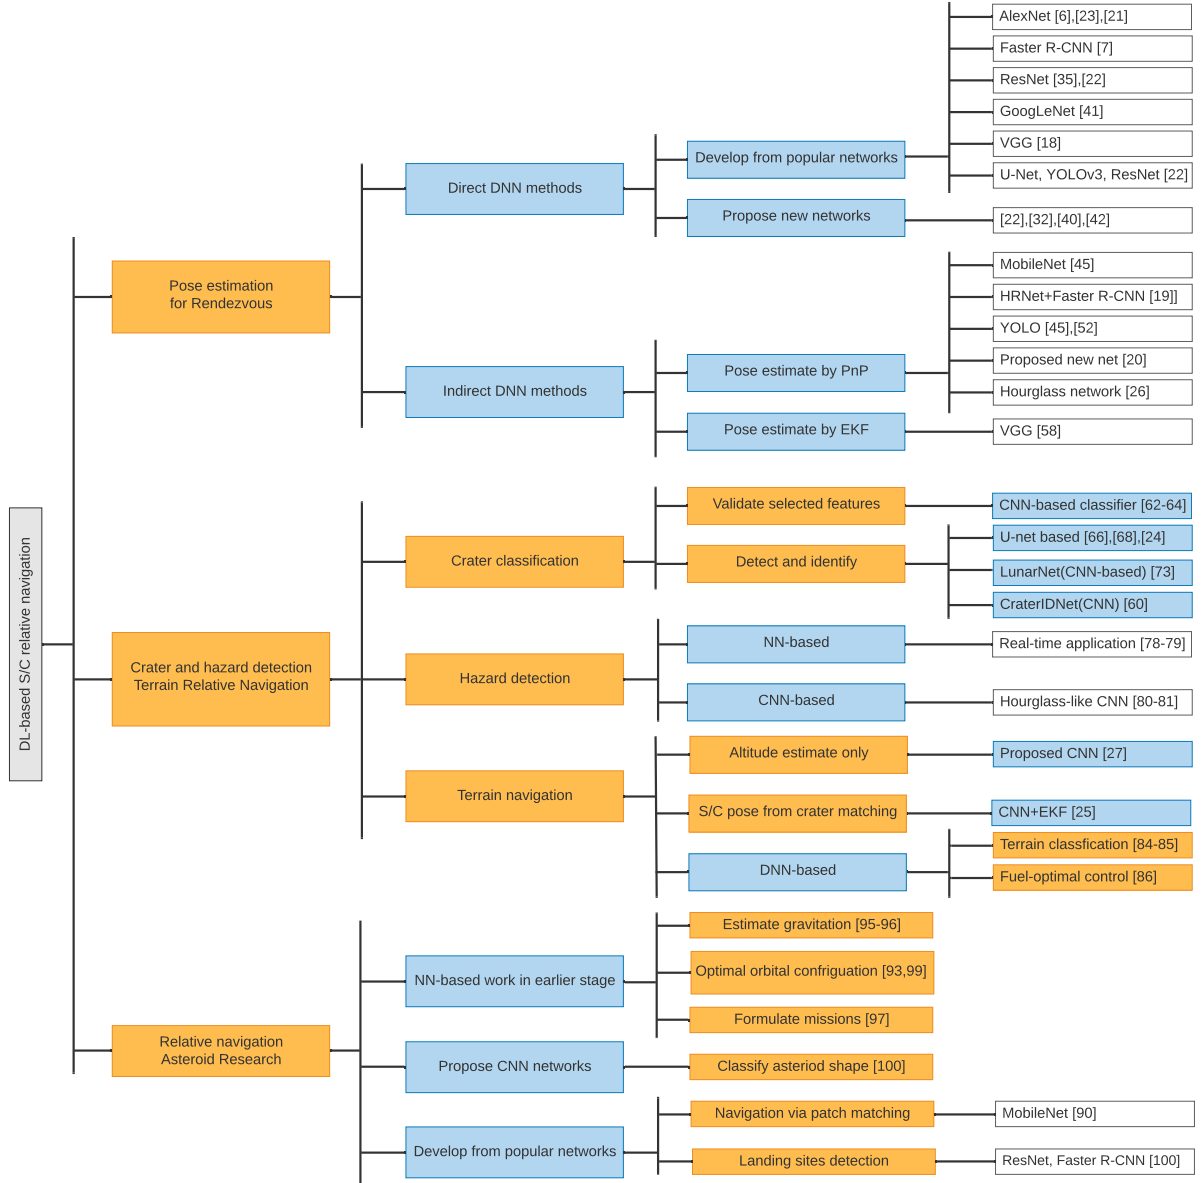 DL-based S/C relative navigation
Pose estimation
for Rendezvous
Direct DNN methods
Develop from popular networks
AlexNet [6],[23],[21]
Faster R-CNN [7]
ResNet [35],[22]
GoogLeNet [41]
VGG [18]
U-Net, YOLOv3, ResNet [22]
Propose new networks
[22],[32],[40],[42]
Indirect DNN methods
Pose estimate by PnP
MobileNet [45]
HRNet+Faster R-CNN [19]]
YOLO [45],[52]
Proposed new net [20]
Hourglass network [26]
Pose estimate by EKF
VGG [58]
Crater and hazard detection
Terrain Relative Navigation
Crater classification
Validate selected features
CNN-based classifier [62-64]
Detect and identify
U-net based [66],[68],[24]
LunarNet(CNN-based) [73]
CraterIDNet(CNN) [60]
Hazard detection
NN-based
Real-time application [78-79]
CNN-based
Hourglass-like CNN [80-81]
Terrain navigation
Altitude estimate only
Proposed CNN [27]
S/C pose from crater matching
CNN+EKF [25]
DNN-based
Terrain classfication [84-85]
Fuel-optimal control [86]
Relative navigation
Asteroid Research
NN-based work in earlier stage
Estimate gravitation [95-96]
Optimal orbital confriguation [93,99]
Formulate missions [97]
Propose CNN networks
Classify asteriod shape [100]
Develop from popular networks
Navigation via patch matching
MobileNet [90]
Landing sites detection
ResNet, Faster R-CNN [100]